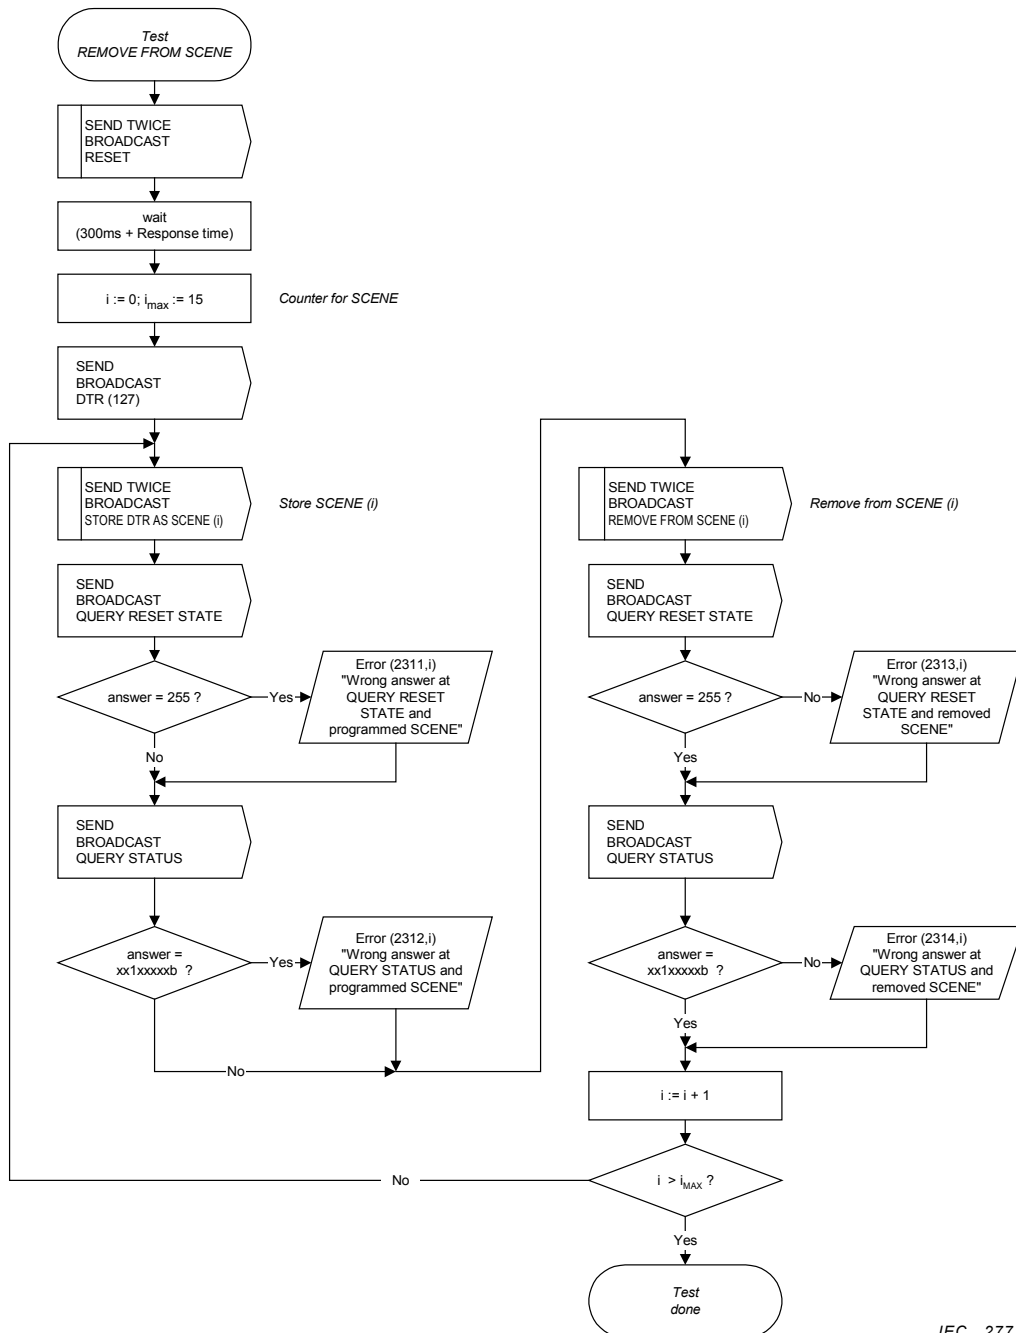 Test
REMOVE FROM SCENE
SEND TWICE
BROADCAST
RESET
wait
(300ms + Response time)
i := 0; imax := 15
Counter for SCENE
SEND
BROADCAST
DTR (127)
SEND TWICE
BROADCAST
STORE DTR AS SCENE (i)
Store SCENE (i)
SEND
BROADCAST
QUERY RESET STATE
answer = 255 ?
Yes
Error (2311,i)
"Wrong answer at
QUERY RESET
STATE and
programmed SCENE"
No
SEND
BROADCAST
QUERY STATUS
answer =
xx1xxxxxb ?
Yes
Error (2312,i)
"Wrong answer at
QUERY STATUS and
programmed SCENE"
No
SEND TWICE
BROADCAST
REMOVE FROM SCENE (i)
Remove from SCENE (i)
SEND
BROADCAST
QUERY RESET STATE
answer = 255 ?
No
Error (2313,i)
"Wrong answer at
QUERY RESET
STATE and removed
SCENE"
Yes
SEND
BROADCAST
QUERY STATUS
answer =
xx1xxxxxb ?
No
Error (2314,i)
"Wrong answer at
QUERY STATUS and
removed SCENE"
Yes
i := i + 1
i > iMAX ?
No
Yes
Test
done
IEC 277